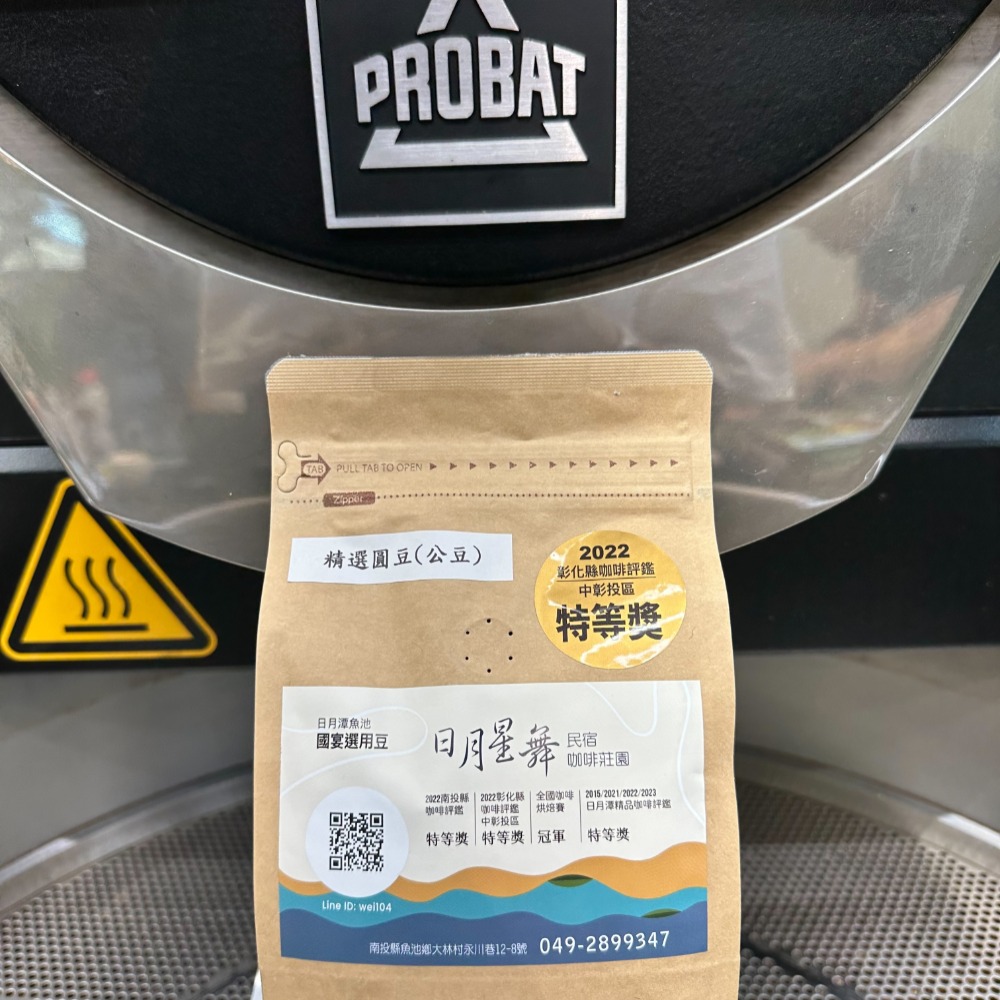 PROBAT
TAB
PULL TAB TO OPEN
Zipper
精選圓豆(公豆)
2022
彰化縣咖啡評鑑
中彰投區
特等獎
日月潭魚池
國宴選用豆
日月星舞
民宿
咖啡莊園
2022南投縣
咖啡評鑑
特等獎
2022彰化縣
咖啡評鑑
中彰投區
特等獎
全國咖啡
烘焙賽
冠軍
2015/2021/2022/2023
日月潭精品咖啡評鑑
特等獎
Line ID: wei104
南投縣魚池鄉大林村永川巷12-8號 049-2899347